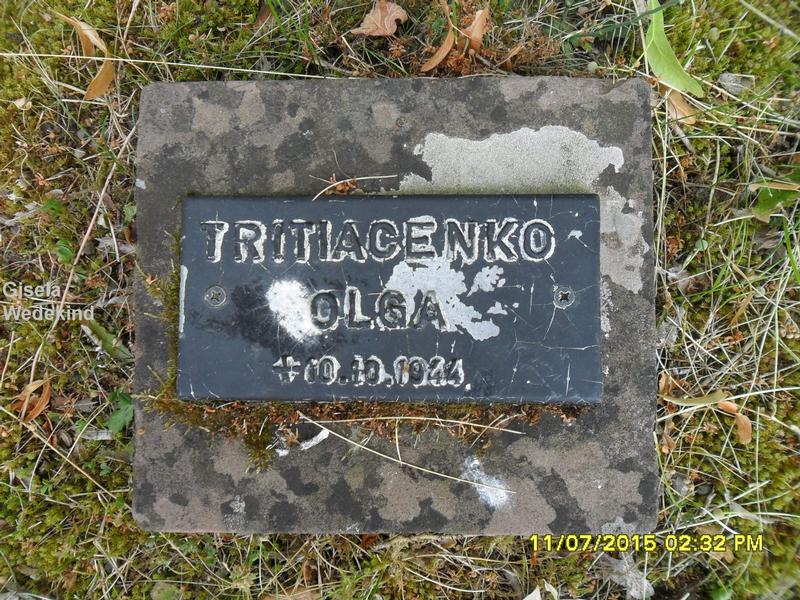 TRITIACENKO
OLGA
+10.10.1944.
Gisela
Wedekind
11/07/2015 02:32 PM